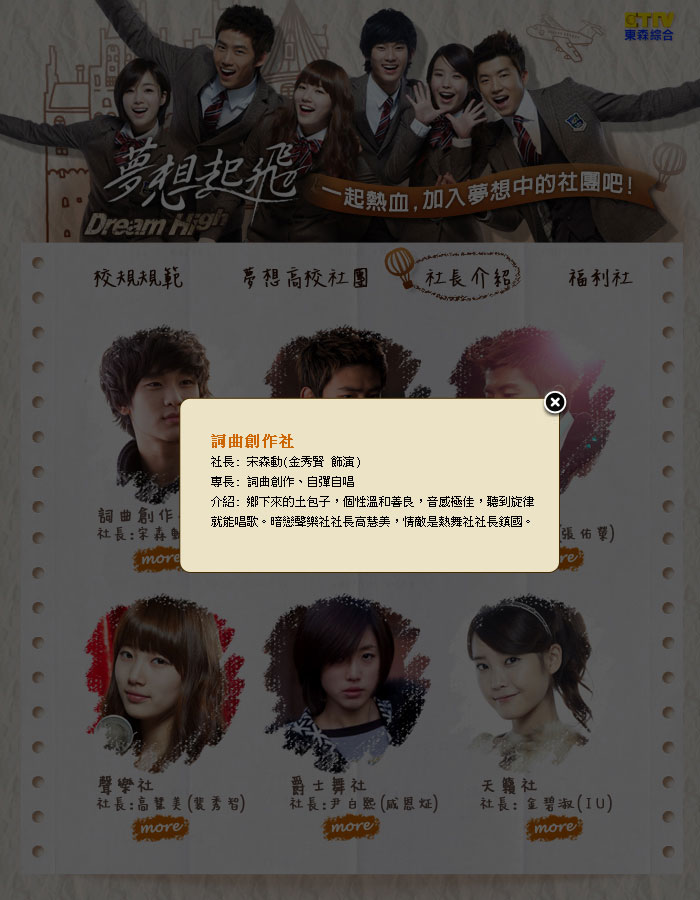 GTTV
東森綜合
夢想起飛
Dream High
一起熱血,加入夢想中的社團吧!
校規規範
夢想高校社團
社長介紹
福利社
詞曲創作社
社長: 宋森動(金秀賢 飾演)
專長: 詞曲創作、自彈自唱
介紹: 鄉下來的土包子，個性溫和善良，音感極佳，聽到旋律
就能唱歌。暗戀聲樂社社長高慧美，情敵是熱舞社社長鎮國。
詞曲創作
社長:宋森動
(張佑榮)
more
聲樂社
社長:高慧美(裴秀智)
more
爵士舞社
社長:尹白熙(咸恩炡)
more
天籟社
社長:金碧淑(IU)
more